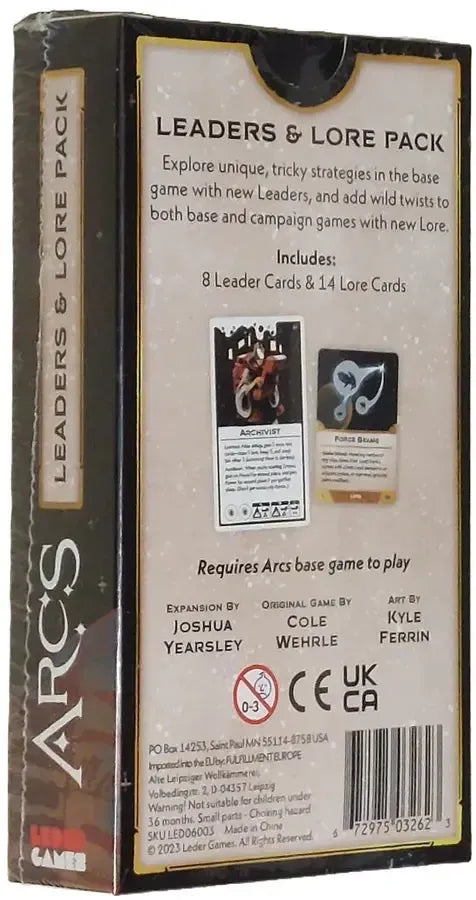 LEADERS & LORE PACK
ARCS
LEDER
GAMES
LEADERS & LORE PACK
Explore unique, tricky strategies in the base
game with new Leaders, and add wild twists to
both base and campaign games with new Lore.
Includes:
8 Leader Cards & 14 Lore Cards
ARCHIVIST
FORCE BEAMS
LORE
Requires Arcs base game to play
EXPANSION BY
JOSHUA
YEARSLEY
ORIGINAL GAME BY
COLE
WEHRLE
ART BY
KYLE
FERRIN
0-3
CE
UK
CA
PO Box 14253, Saint Paul MN 55114-8758 USA
Imported into the EU by: FULFILLMENT EUROPE
Alte Leipziger Wollkämmerei,
Volbedingstr. 2, D-04357 Leipzig
Warning! Not suitable for children under
36 months. Small parts - Choking hazard
SKU LED06003 Made in China
© 2023 Leder Games. All Rights Reserved.
6 72975 03262 3